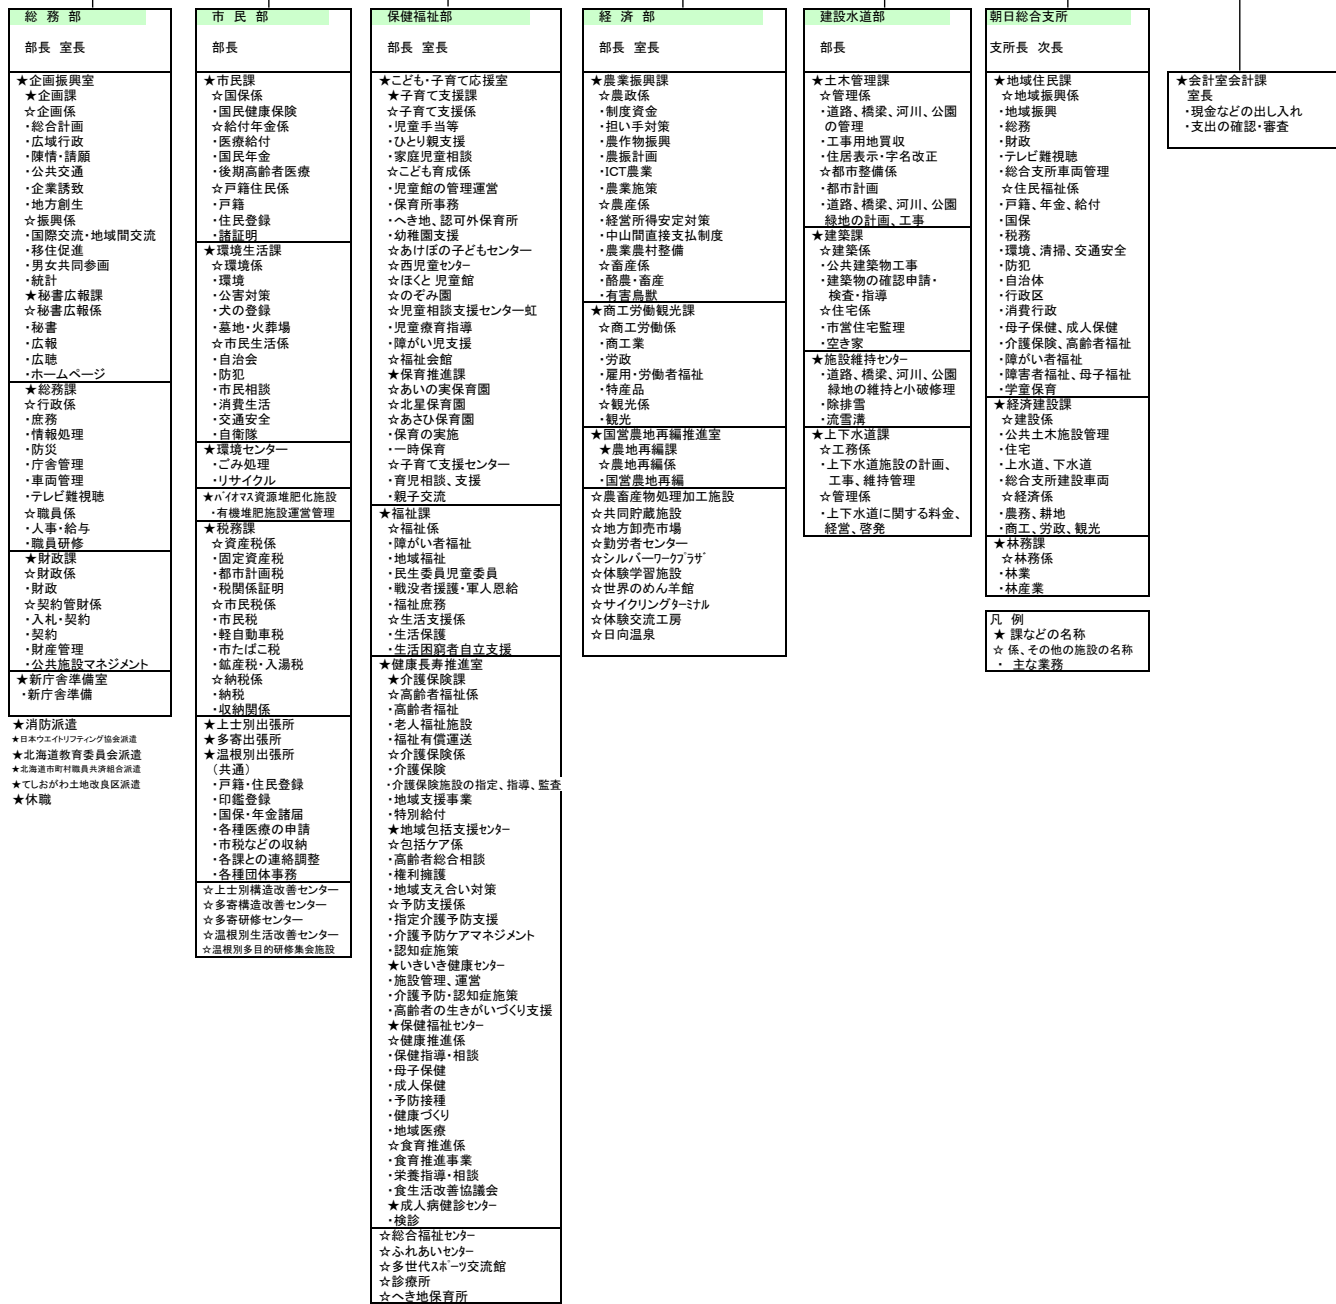 総 務 部
部長 室長
★企画振興室
★企画課
☆企画係
・総合計画
・広域行政
・陳情・請願
・公共交通
・企業誘致
・地方創生
☆振興係
・国際交流・地域間交流
・移住促進
・男女共同参画
・統計
★秘書広報課
☆秘書広報係
・秘書
・広報
・広聴
・ホームページ
★総務課
☆行政係
・庶務
・情報処理
・防災
・庁舎管理
・車両管理
・テレビ難視聴
☆職員係
・人事・給与
・職員研修
★財政課
☆財政係
・財政
☆契約管財係
・入札・契約
・契約
・財産管理
・公共施設マネジメント
★新庁舎準備室
・新庁舎準備
★消防派遣
★日本ウエイトリフティング協会派遣
★北海道教育委員会派遣
★北海道市町村職員共済組合派遣
★てしおがわ土地改良区派遣
★休職
市 民 部
部長
★市民課
☆国保係
・国民健康保険
☆給付年金係
・医療給付
・国民年金
・後期高齢者医療
☆戸籍住民係
・戸籍
・住民登録
・諸証明
★環境生活課
☆環境係
・環境
・公害対策
・犬の登録
・墓地・火葬場
☆市民生活係
・自治会
・防犯
・市民相談
・消費生活
・交通安全
・自衛隊
★環境センター
・ごみ処理
・リサイクル
★バイオマス資源堆肥化施設
・有機堆肥施設運営管理
★税務課
☆資産税係
・固定資産税
・都市計画税
・税関係証明
☆市民税係
・市民税
・軽自動車税
・市たばこ税
・鉱産税・入湯税
☆納税係
・納税
・収納関係
★上士別出張所
★多寄出張所
★温根別出張所
（共通）
・戸籍・住民登録
・印鑑登録
・国保・年金諸届
・各種医療の申請
・市税などの収納
・各課との連絡調整
・各種団体事務
☆上士別構造改善センター
☆多寄構造改善センター
☆多寄研修センター
☆温根別生活改善センター
☆温根別多目的研修集会施設
保健福祉部
部長 室長
★こども・子育て応援室
★子育て支援課
☆子育て支援係
・児童手当等
・ひとり親支援
・家庭児童相談
☆こども育成係
・児童館の管理運営
・保育所事務
・へき地、認可外保育所
・幼稚園支援
☆あけぼの子どもセンター
☆西児童センター
☆ほくと 児童館
☆のぞみ園
☆児童相談支援センター虹
・児童療育指導
・障がい児支援
☆福祉会館
★保育推進課
☆あいの実保育園
☆北星保育園
☆あさひ保育園
・保育の実施
・一時保育
☆子育て支援センター
・育児相談、支援
・親子交流
★福祉課
☆福祉係
・障がい者福祉
・地域福祉
・民生委員児童委員
・戦没者援護・軍人恩給
・福祉庶務
☆生活支援係
・生活保護
・生活困窮者自立支援
★健康長寿推進室
★介護保険課
☆高齢者福祉係
・高齢者福祉
・老人福祉施設
・福祉有償運送
☆介護保険係
・介護保険
・介護保険施設の指定、指導、監査
・地域支援事業
・特別給付
★地域包括支援センター
☆包括ケア係
・高齢者総合相談
・権利擁護
・地域支え合い対策
☆予防支援係
・指定介護予防支援
・介護予防ケアマネジメント
・認知症施策
★いきいき健康センター
・施設管理、運営
・介護予防・認知症施策
・高齢者の生きがいづくり支援
★保健福祉センター
☆健康推進係
・保健指導・相談
・母子保健
・成人保健
・予防接種
・健康づくり
・地域医療
☆食育推進係
・食育推進事業
・栄養指導・相談
・食生活改善協議会
★成人病健診センター
・検診
☆総合福祉センター
☆ふれあいセンター
☆多世代スポーツ交流館
☆診療所
☆へき地保育所
経 済 部
部長 室長
★農業振興課
☆農政係
・制度資金
・担い手対策
・農作物振興
・農振計画
・ICT農業
・農業施策
☆農産係
・経営所得安定対策
・中山間直接支払制度
・農業農村整備
☆畜産係
・酪農・畜産
・有害鳥獣
★商工労働観光課
☆商工労働係
・商工業
・労政
・雇用・労働者福祉
・特産品
☆観光係
・観光
★国営農地再編推進室
★農地再編課
☆農地再編係
・国営農地再編
☆農畜産物処理加工施設
☆共同貯蔵施設
☆地方卸売市場
☆勤労者センター
☆シルバーワークプラザ
☆体験学習施設
☆世界のめん羊館
☆サイクリングターミナル
☆体験交流工房
☆日向温泉
建設水道部
部長
★土木管理課
☆管理係
・道路、橋梁、河川、公園
の管理
・工事用地買収
・住居表示・字名改正
☆都市整備係
・都市計画
・道路、橋梁、河川、公園
緑地の計画、工事
★建築課
☆建築係
・公共建築物工事
・建築物の確認申請・
検査・指導
☆住宅係
・市営住宅監理
・空き家
★施設維持センター
・道路、橋梁、河川、公園
緑地の維持と小破修理
・除排雪
・流雪溝
★上下水道課
☆工務係
・上下水道施設の計画、
工事、維持管理
☆管理係
・上下水道に関する料金、
経営、啓発
朝日総合支所
支所長 次長
★地域住民課
☆地域振興係
・地域振興
・総務
・財政
・テレビ難視聴
・総合支所車両管理
☆住民福祉係
・戸籍、年金、給付
・国保
・税務
・環境、清掃、交通安全
・防犯
・自治体
・行政区
・消費行政
・母子保健、成人保健
・介護保険、高齢者福祉
・障がい者福祉
・障害者福祉、母子福祉
・学童保育
★経済建設課
☆建設係
・公共土木施設管理
・住宅
・上水道、下水道
・総合支所建設車両
☆経済係
・農務、耕地
・商工、労政、観光
★林務課
☆林務係
・林業
・林産業
凡 例
★ 課などの名称
☆ 係、その他の施設の名称
・ 主な業務
★会計室会計課
室長
・現金などの出し入れ
・支出の確認・審査